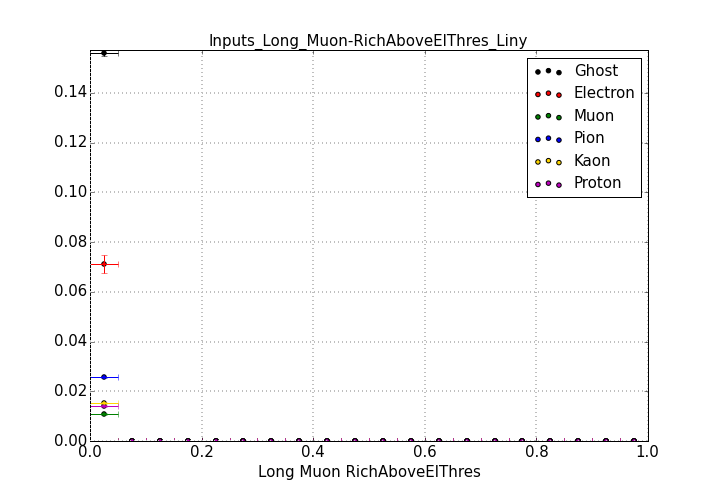 Inputs_Long_Muon-RichAboveElThres_Liny
0.14
0.12
0.10
0.08
0.06
0.04
0.02
0.00
0.0 0.2 0.4 0.6 0.8 1.0
Long Muon RichAboveElThres
Ghost
Electron
Muon
Pion
Kaon
Proton